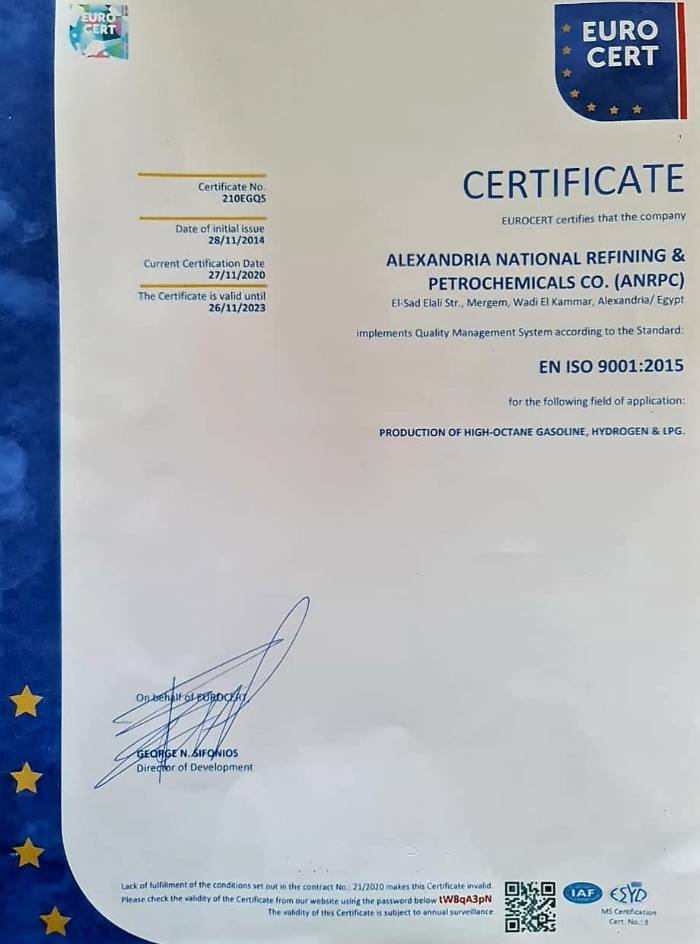 EURO
CERT
EURO
CERT
Certificate No.
210EGQS
Date of initial issue
28/11/2014
Current Certification Date
27/11/2020
The Certificate is valid until
26/11/2023
CERTIFICATE
EUROCERT certifies that the company
ALEXANDRIA NATIONAL REFINING &
PETROCHEMICALS CO. (ANRPC)
El-Sad Elali Str., Mergem, Wadi El Kammar, Alexandria/ Egypt
implements Quality Management System according to the Standard:
EN ISO 9001:2015
for the following field of application:
PRODUCTION OF HIGH-OCTANE GASOLINE, HYDROGEN & LPG.
On behalf of EUROCERT
GEORGE N. SIFONIOS
Director of Development
Lack of fulfillment of the conditions set out in the contract No.: 21/2020 makes this Certificate invalid.
Please check the validity of the Certificate from our website using the password below tW8qA3pN
The validity of this Certificate is subject to annual surveillance
IAF
ΕΣΥD
MS Certification
Cert. No.: 3